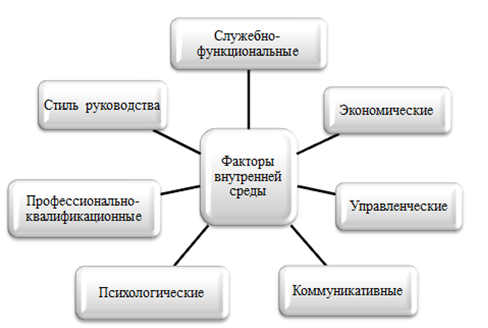 Служебно-
функциональные
Стиль руководства
Экономические
Факторы
внутренней
среды
Профессионально-
квалификационные
Управленческие
Психологические
Коммуникативные